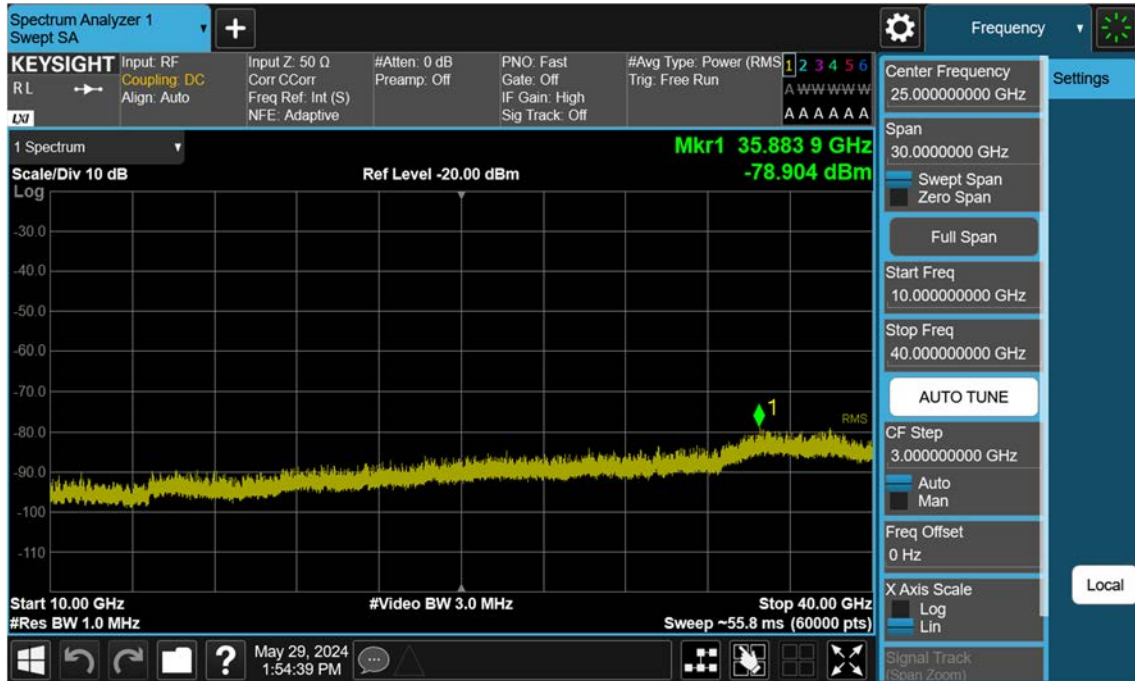 Spectrum Analyzer 1
Swept SA
+
Frequency
KEYSIGHT
R L
LXI
Input: RF
Coupling: DC
Align: Auto
Input Z: 50 Ω
Corr CCorr
Freq Ref: Int (S)
NFE: Adaptive
#Atten: 0 dB
Preamp: Off
PNO: Fast
Gate: Off
IF Gain: High
Sig Track: Off
#Avg Type: Power (RMS
Trig: Free Run
1 2 3 4 5 6
A W W W W W
A A A A A A
1 Spectrum
Mkr1 35.883 9 GHz
Scale/Div 10 dB
Ref Level -20.00 dBm
-78.904 dBm
Log
-30.0
-40.0
-50.0
-60.0
-70.0
1
RMS
-80.0
-90.0
-100
-110
Start 10.00 GHz
#Video BW 3.0 MHz
Stop 40.00 GHz
#Res BW 1.0 MHz
Sweep ~55.8 ms (60000 pts)
Center Frequency
25.000000000 GHz
Settings
Span
30.0000000 GHz
Swept Span
Zero Span
Full Span
Start Freq
10.000000000 GHz
Stop Freq
40.000000000 GHz
AUTO TUNE
CF Step
3.000000000 GHz
Auto
Man
Freq Offset
0 Hz
X Axis Scale
Log
Lin
Local
Signal Track
(Span Zoom)
?
May 29, 2024
1:54:39 PM